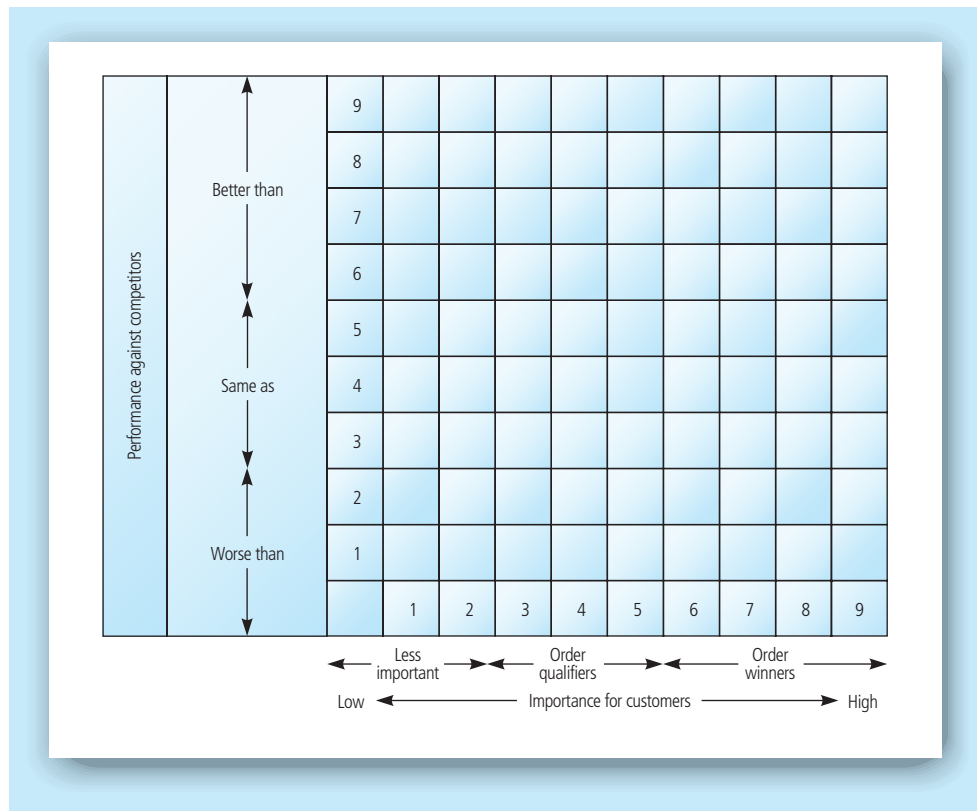 Performance against competitors
Better than
Same as
Worse than
9
8
7
6
5
4
3
2
1
1 2 3 4 5 6 7 8 9
Less
important
Order
qualifiers
Order
winners
Low Importance for customers High